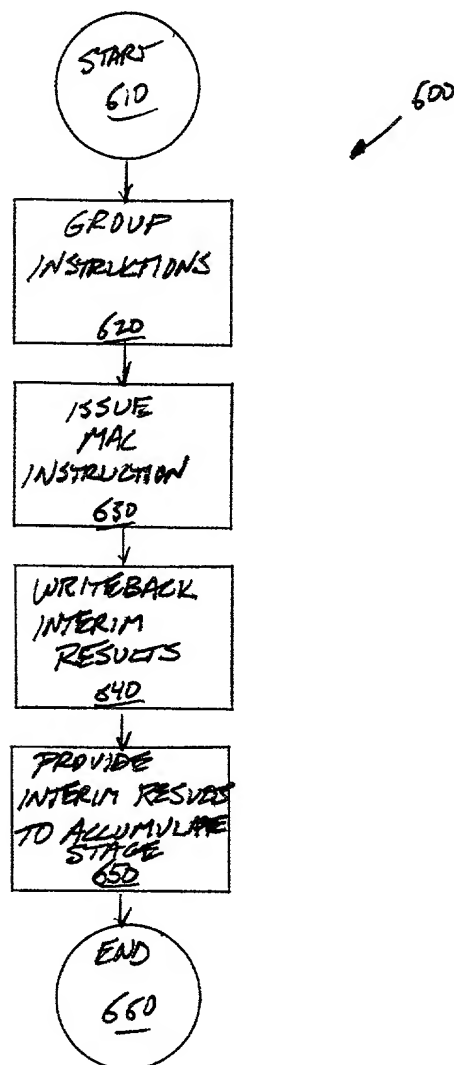 START
610
600
GROUP
INSTRUCTIONS
620
ISSUE
MAC
INSTRUCTION
630
WRITEBACK
INTERIM
RESULTS
640
PROVIDE
INTERIM RESULTS
TO ACCUMULATE
STAGE
650
END
660